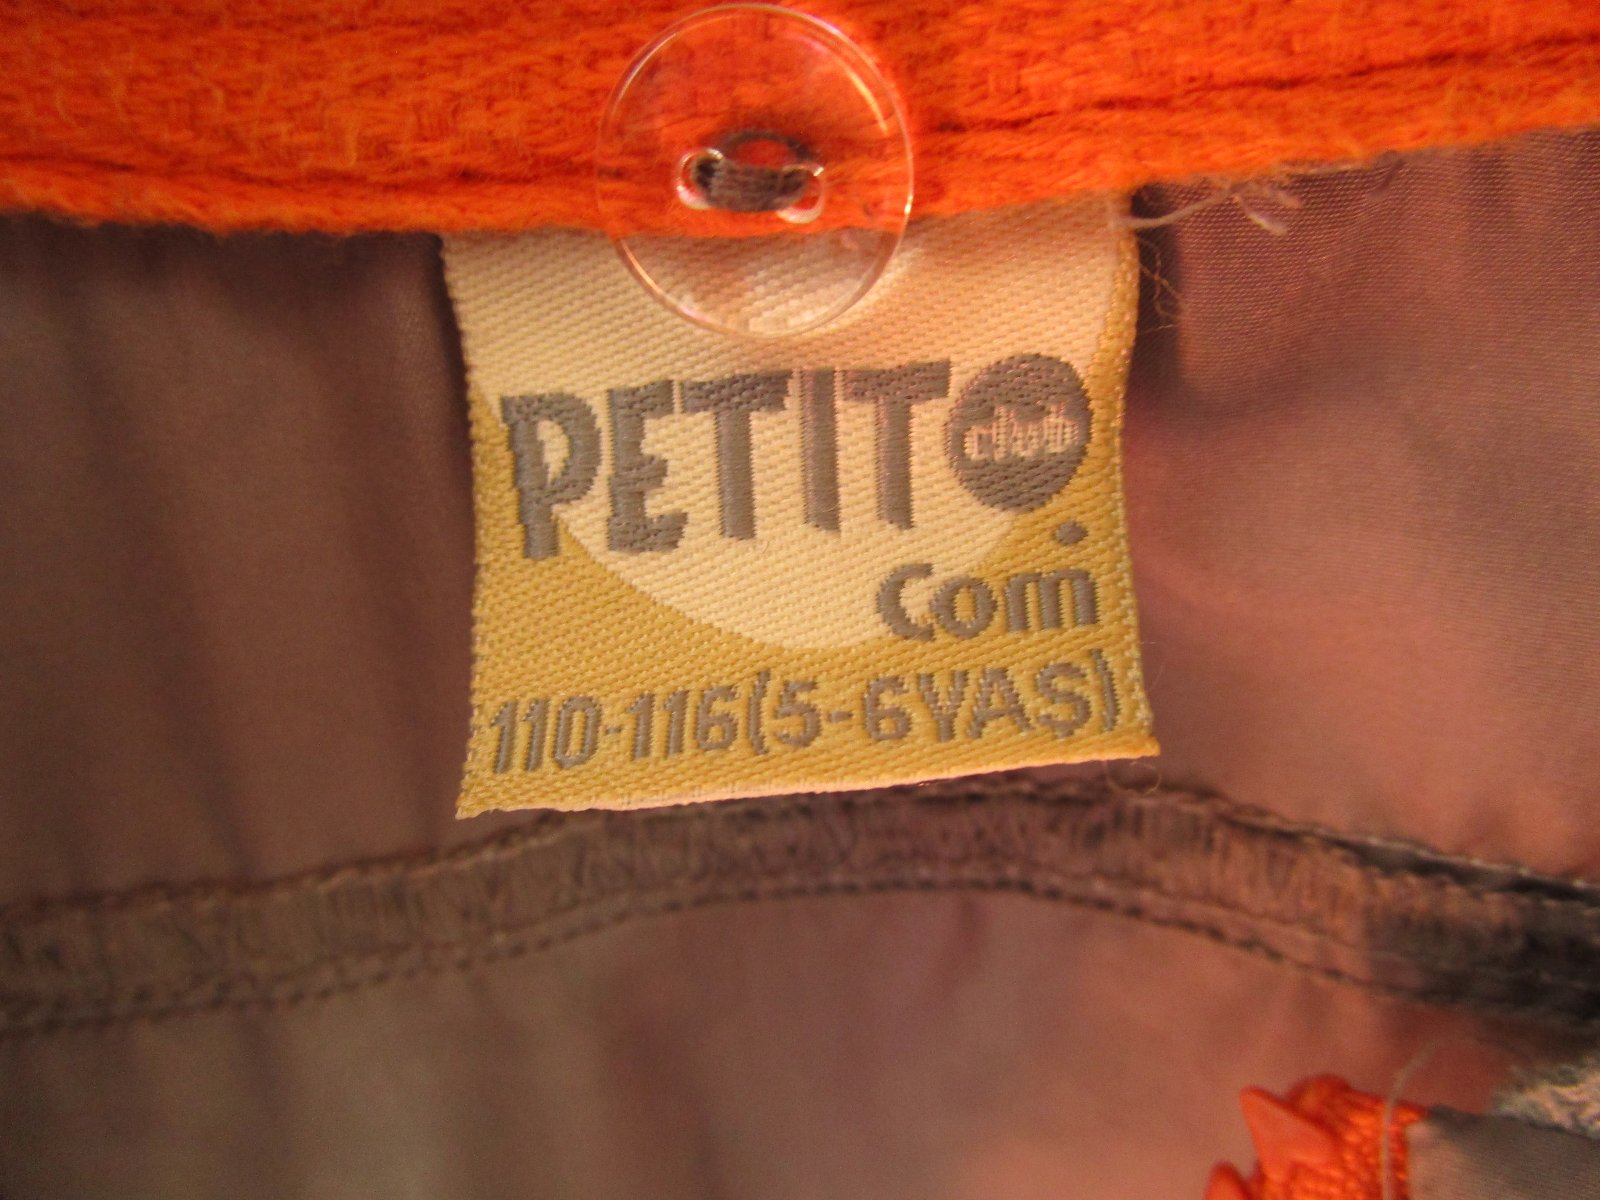 PETITO club
.
Com
110-116(5-6YAŞ)